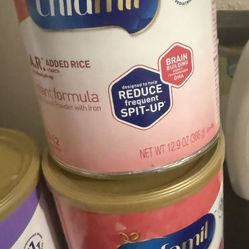 Enfamil
A.R. ADDED RICE
infant formula
Powder with Iron
designed to help
REDUCE
frequent
SPIT-UP
BRAIN
BUILDING
DHA
NET WT 12.9 OZ (366 g)
Enfamil